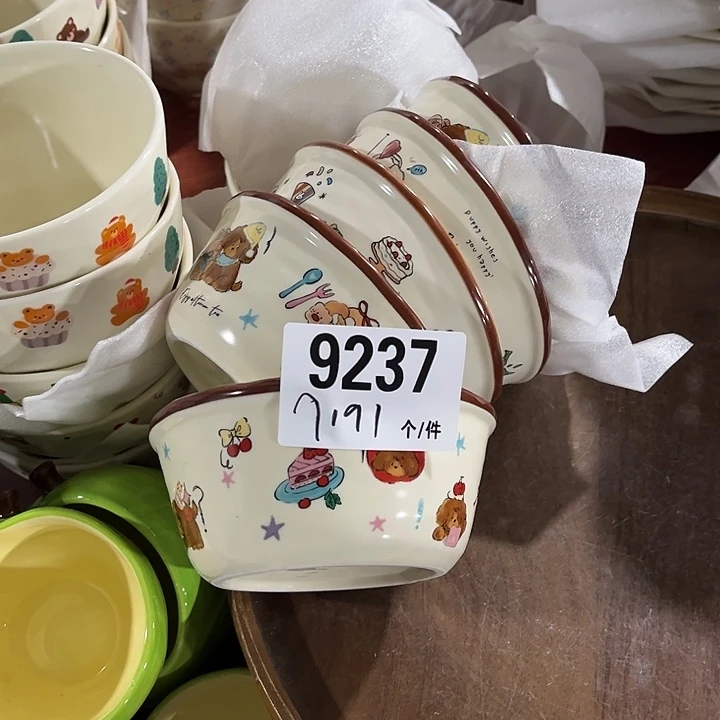 puppy wishes
you happy'
9237
7191 个/件